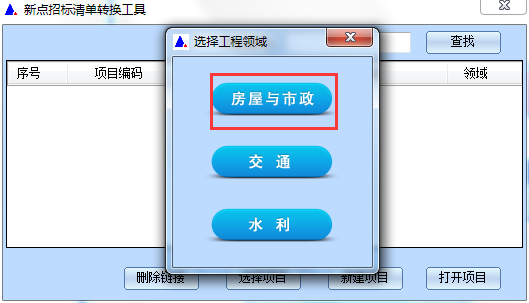 新点招标清单转换工具
选择工程领域
查找
序号 项目编码 领域
房屋与市政
交 通
水 利
删除链接 选择项目 新建项目 打开项目